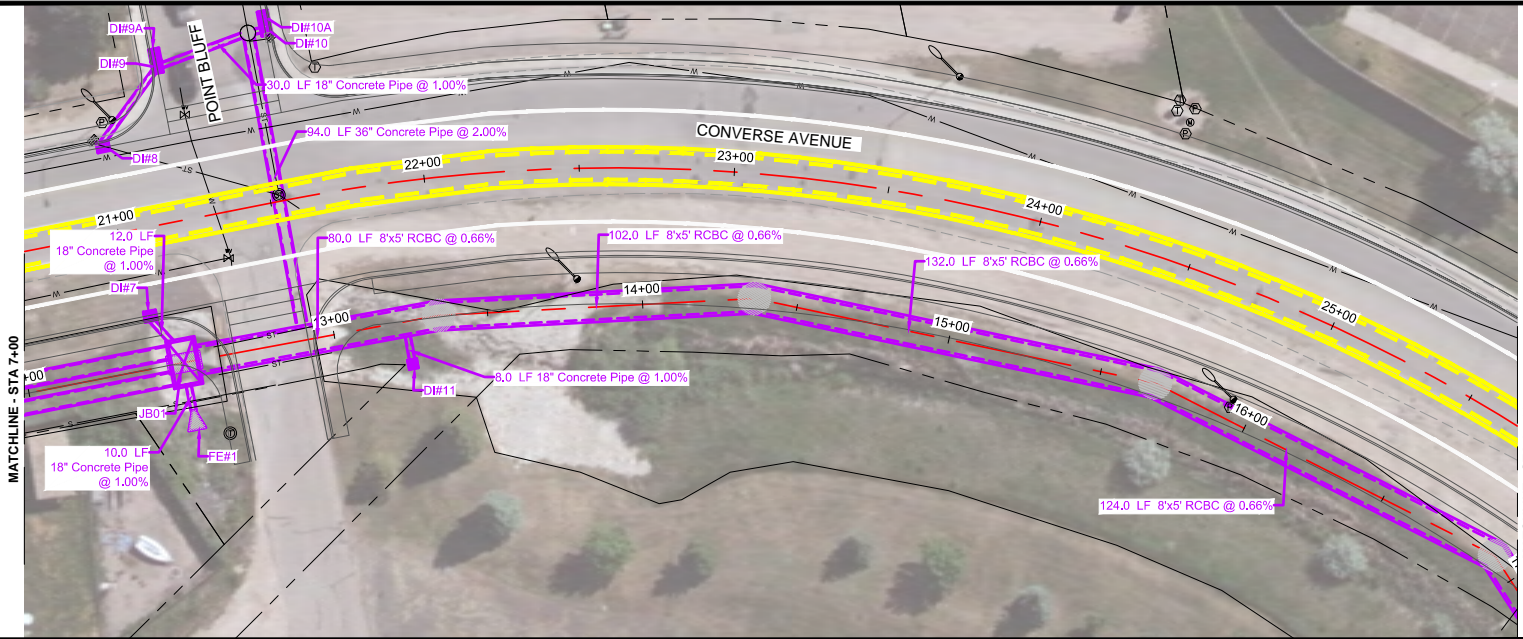 DI#9A
DI#10A
DI#10
DI#9
POINT BLUFF
30.0 LF 18" Concrete Pipe @ 1.00%
94.0 LF 36" Concrete Pipe @ 2.00%
CONVERSE AVENUE
DI#8
22+00
23+00
24+00
21+00
12.0 LF
18" Concrete Pipe
@ 1.00%
80.0 LF 8'x5' RCBC @ 0.66%
102.0 LF 8'x5' RCBC @ 0.66%
132.0 LF 8'x5' RCBC @ 0.66%
DI#7
14+00
25+00
13+00
15+00
MATCHLINE - STA 7+00
+00
8.0 LF 18" Concrete Pipe @ 1.00%
DI#11
JB01
16+00
10.0 LF
18" Concrete Pipe
@ 1.00%
FE#1
124.0 LF 8'x5' RCBC @ 0.66%